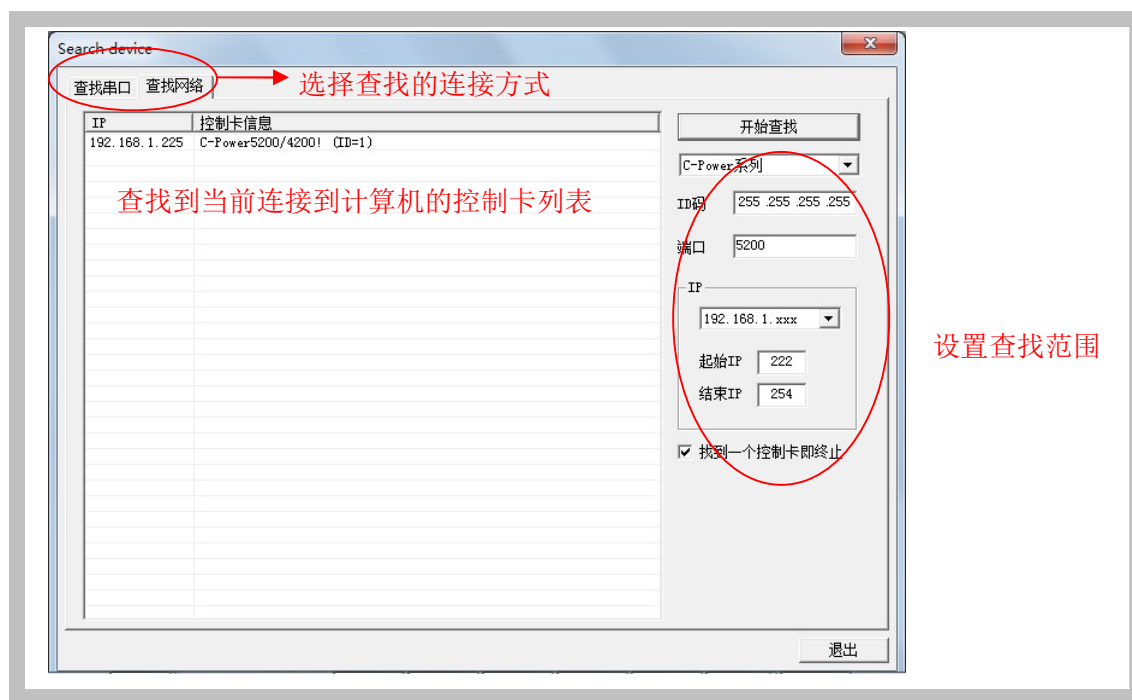 Search device
查找串口 查找网络
选择查找的连接方式
IP 控制卡信息
192.168.1.225 C-Power5200/4200! (ID=1)
查找到当前连接到计算机的控制卡列表
开始查找
C-Power系列
ID码 255 .255 .255 .255
端口 5200
IP
192.168.1.xxx
起始IP 222
结束IP 254
找到一个控制卡即终止
设置查找范围
退出